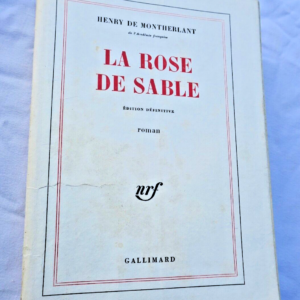 HENRY DE MONTHERLANT
de l'Académie française
LA ROSE
DE SABLE
ÉDITION DÉFINITIVE
roman
nrf
GALLIMARD